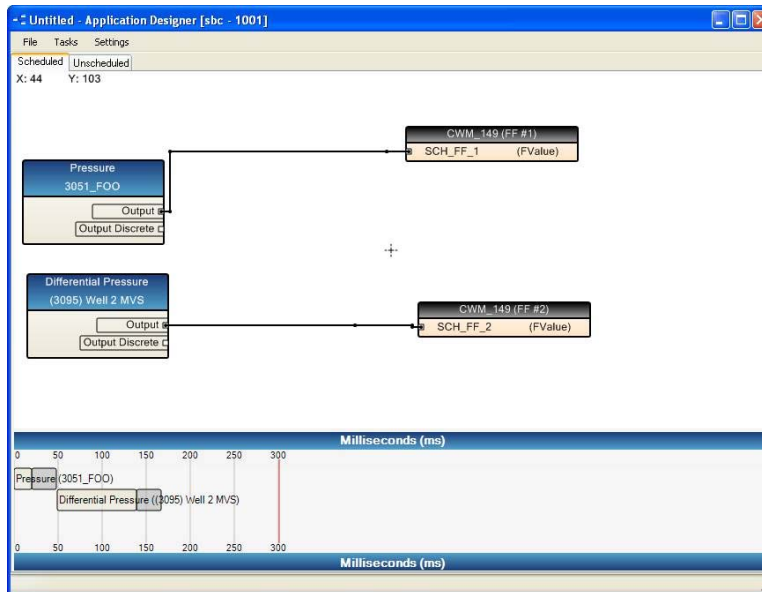 Untitled - Application Designer [sbc - 1001]
File Tasks Settings
Scheduled Unscheduled
X: 44 Y: 103
CWM_149 (FF #1)
SCH_FF_1 (FValue)
Pressure
3051_FOO
Output
Output Discrete
Differential Pressure
(3095) Well 2 MVS
Output
Output Discrete
CWM_149 (FF #2)
SCH_FF_2 (FValue)
Milliseconds (ms)
0 50 100 150 200 250 300
Pressure (3051_FOO)
Differential Pressure ((3095) Well 2 MVS)
0 50 100 150 200 250 300
Milliseconds (ms)